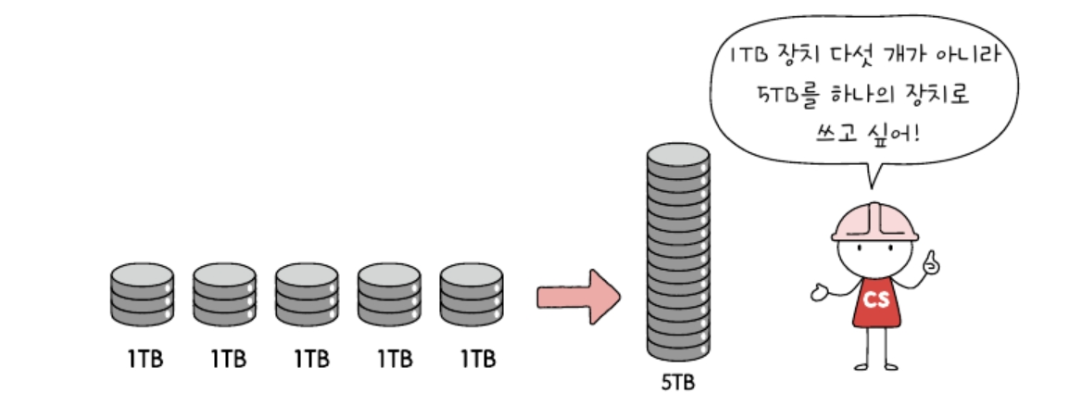 1TB 장치 다섯 개가 아니라
5TB를 하나의 장치로
쓰고 싶어!
CS
1TB 1TB 1TB 1TB 1TB
5TB